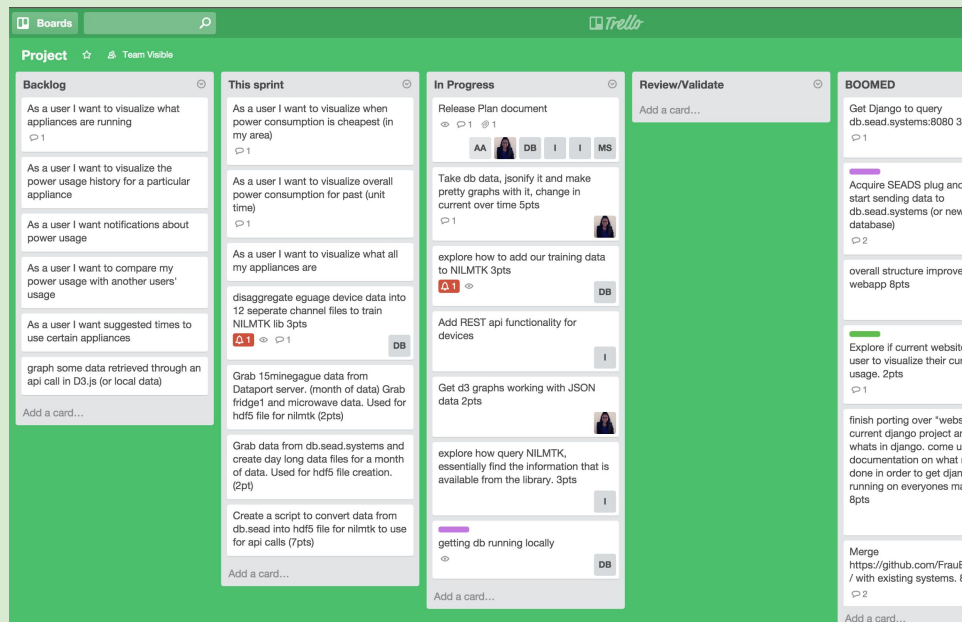 Boards
Trello
Project
Team Visible
Backlog
As a user I want to visualize what
appliances are running
1
As a user I want to visualize the
power usage history for a particular
appliance
As a user I want notifications about
power usage
As a user I want to compare my
power usage with another users'
usage
As a user I want suggested times to
use certain appliances
graph some data retrieved through an
api call in D3.js (or local data)
Add a card…
This sprint
As a user I want to visualize when
power consumption is cheapest (in
my area)
1
As a user I want to visualize overall
power consumption for past (unit
time)
1
As a user I want to visualize what all
my appliances are
disaggregate eguage device data into
12 seperate channel files to train
NILMTK lib 3pts
1 1
DB
Grab 15minegague data from
Dataport server. (month of data) Grab
fridge1 and microwave data. Used for
hdf5 file for nilmtk (2pts)
Grab data from db.sead.systems and
create day long data files for a month
of data. Used for hdf5 file creation.
(2pt)
Create a script to convert data from
db.sead into hdf5 file for nilmtk to use
for api calls (7pts)
Add a card…
In Progress
Release Plan document
1 1
AA DB I I MS
Take db data, jsonify it and make
pretty graphs with it, change in
current over time 5pts
1
explore how to add our training data
to NILMTK 3pts
1
DB
Add REST api functionality for
devices
I
Get d3 graphs working with JSON
data 2pts
explore how query NILMTK,
essentially find the information that is
available from the library. 3pts
I
getting db running locally
DB
Add a card…
Review/Validate
Add a card…
BOOMED
Get Django to query
db.sead.systems:8080 3
1
Acquire SEADS plug and
start sending data to
db.sead.systems (or new
database)
2
overall structure improve
webapp 8pts
Explore if current website
user to visualize their cur
usage. 2pts
1
finish porting over "webs
current django project an
whats in django. come u
documentation on what
done in order to get djan
running on everyones ma
8pts
Merge
https://github.com/FrauE
/ with existing systems. 8
2
Add a card…